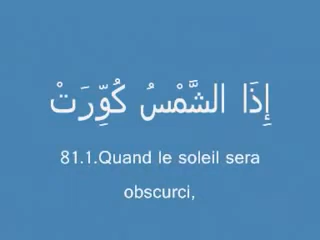 إِذَا الشَّمْسُ كُوِّرَتْ
81.1.Quand le soleil sera
obscurci,